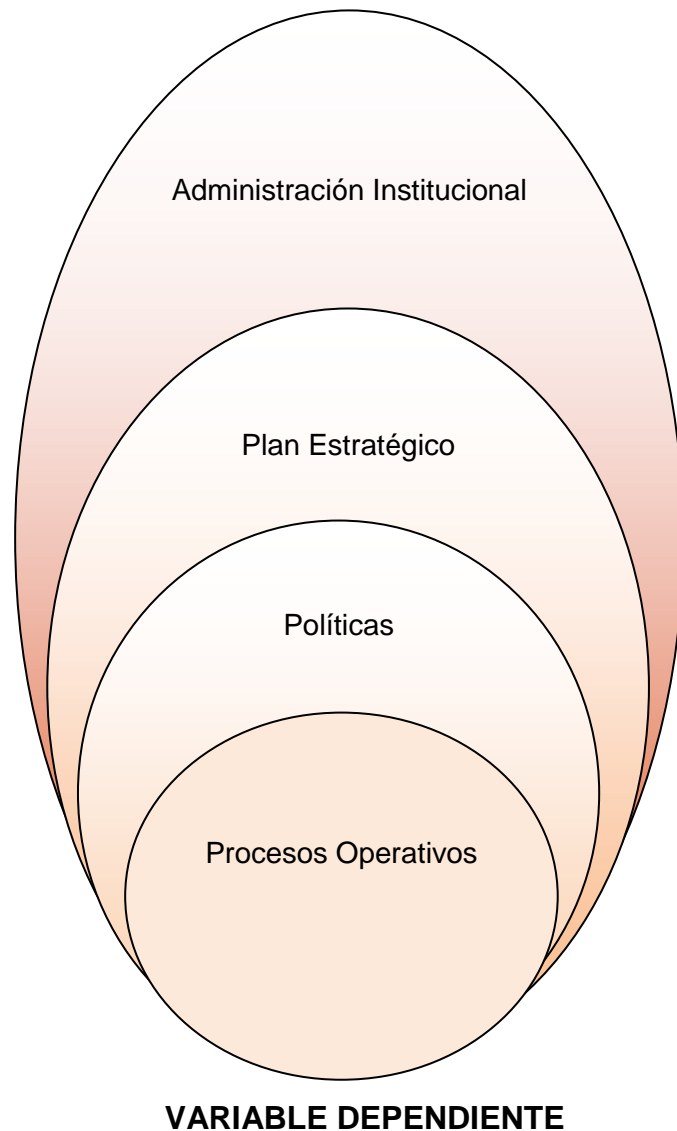 Administración Institucional
Plan Estratégico
Políticas
Procesos Operativos
VARIABLE DEPENDIENTE